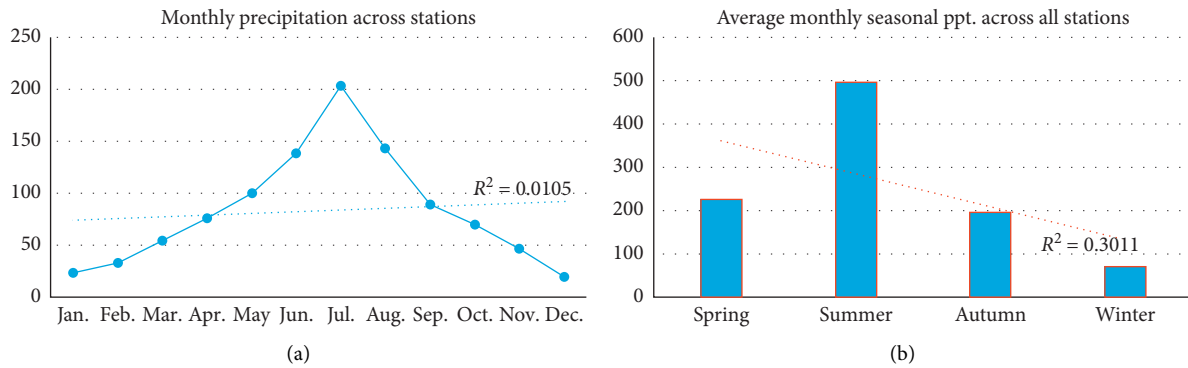 Monthly precipitation across stations
250
200
150
100
50
0
R² = 0.0105
Jan. Feb. Mar. Apr. May Jun. Jul. Aug. Sep. Oct. Nov. Dec.
(a)
Average monthly seasonal ppt. across all stations
600
500
400
300
200
100
0
R² = 0.3011
Spring Summer Autumn Winter
(b)